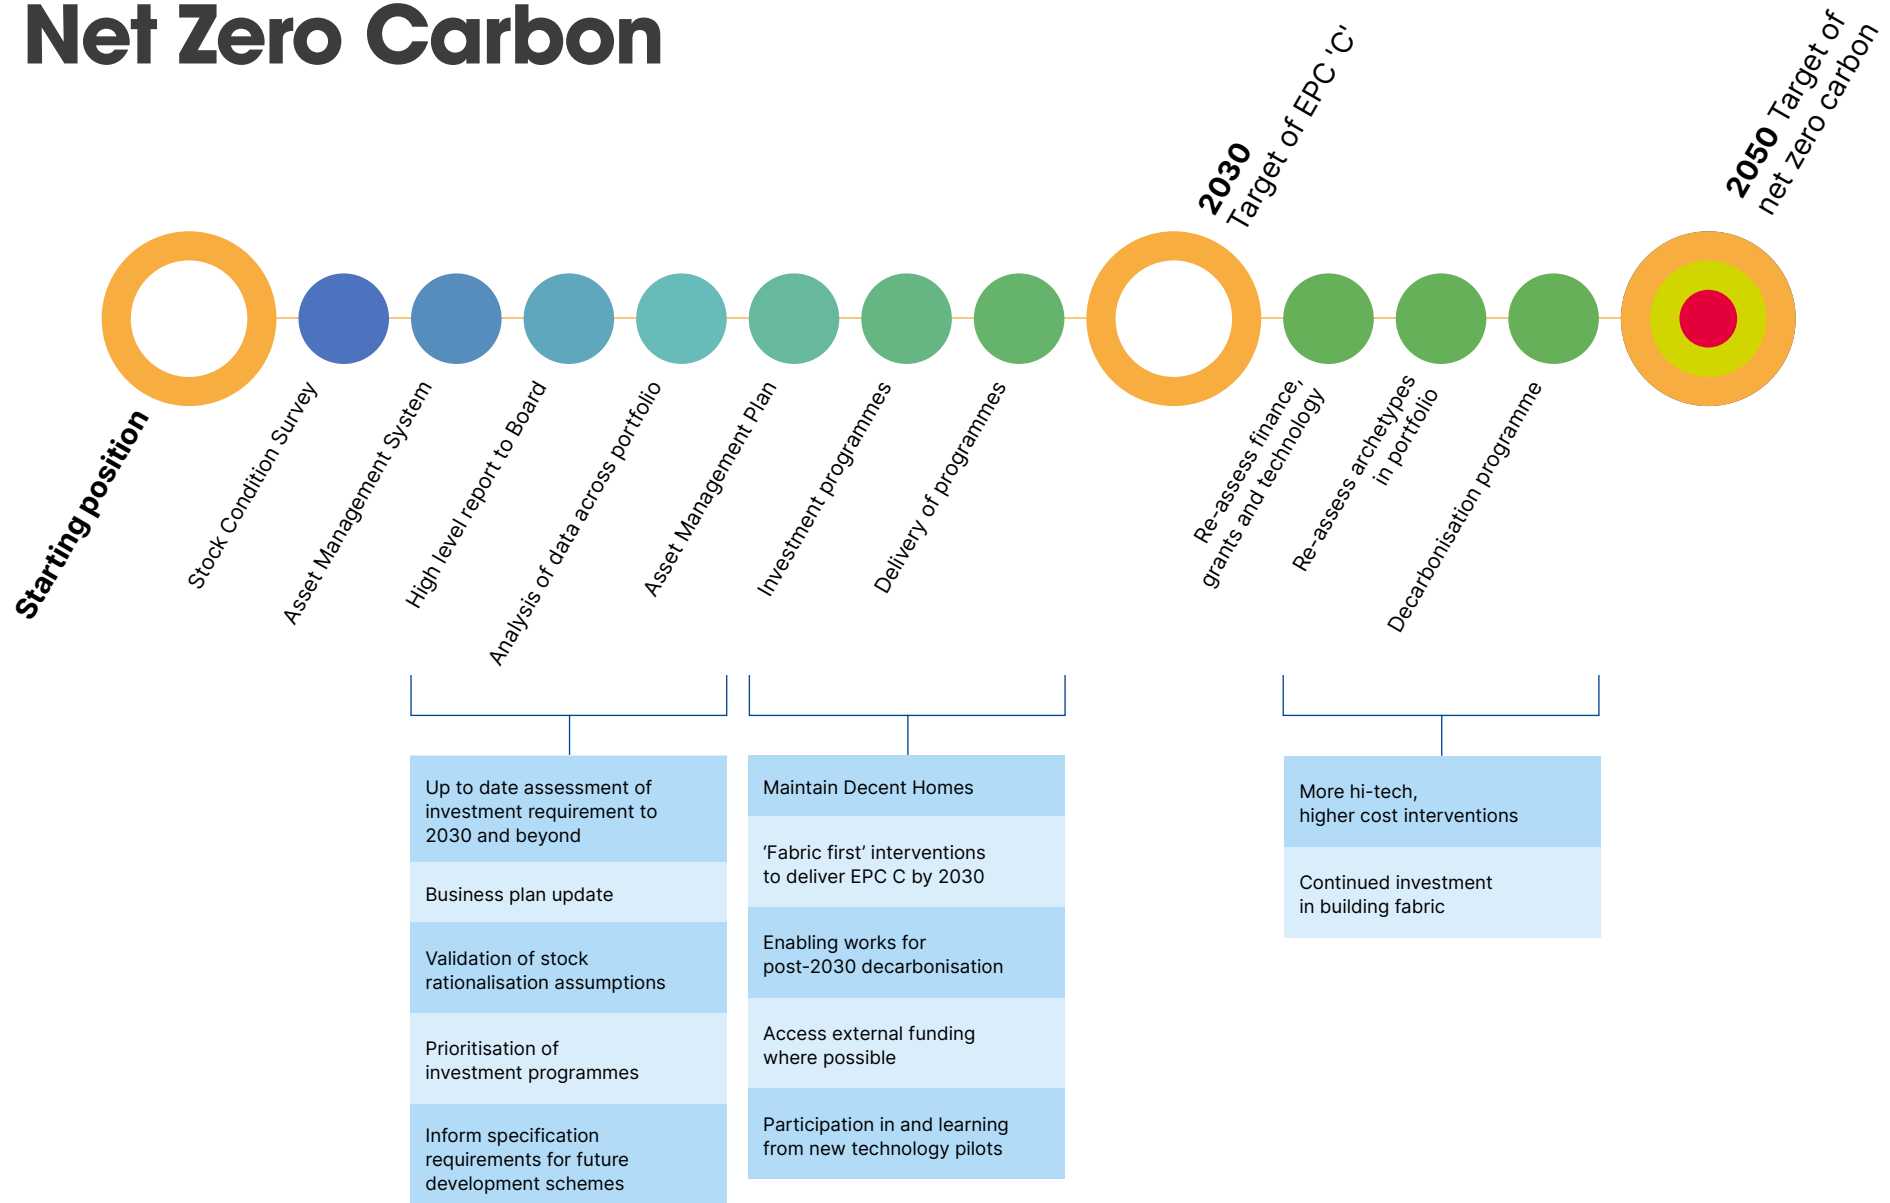 Net Zero Carbon
Starting position
Stock Condition Survey
Asset Management System
High level report to Board
Analysis of data across portfolio
Asset Management Plan
Investment programmes
Delivery of programmes
2030
Target of EPC 'C'
Re-assess finance,
grants and technology
Re-assess archetypes
in portfolio
Decarbonisation programme
2050 Target of
net zero carbon
Up to date assessment of
investment requirement to
2030 and beyond
Business plan update
Validation of stock
rationalisation assumptions
Prioritisation of
investment programmes
Inform specification
requirements for future
development schemes
Maintain Decent Homes
‘Fabric first’ interventions
to deliver EPC C by 2030
Enabling works for
post-2030 decarbonisation
Access external funding
where possible
Participation in and learning
from new technology pilots
More hi-tech,
higher cost interventions
Continued investment
in building fabric